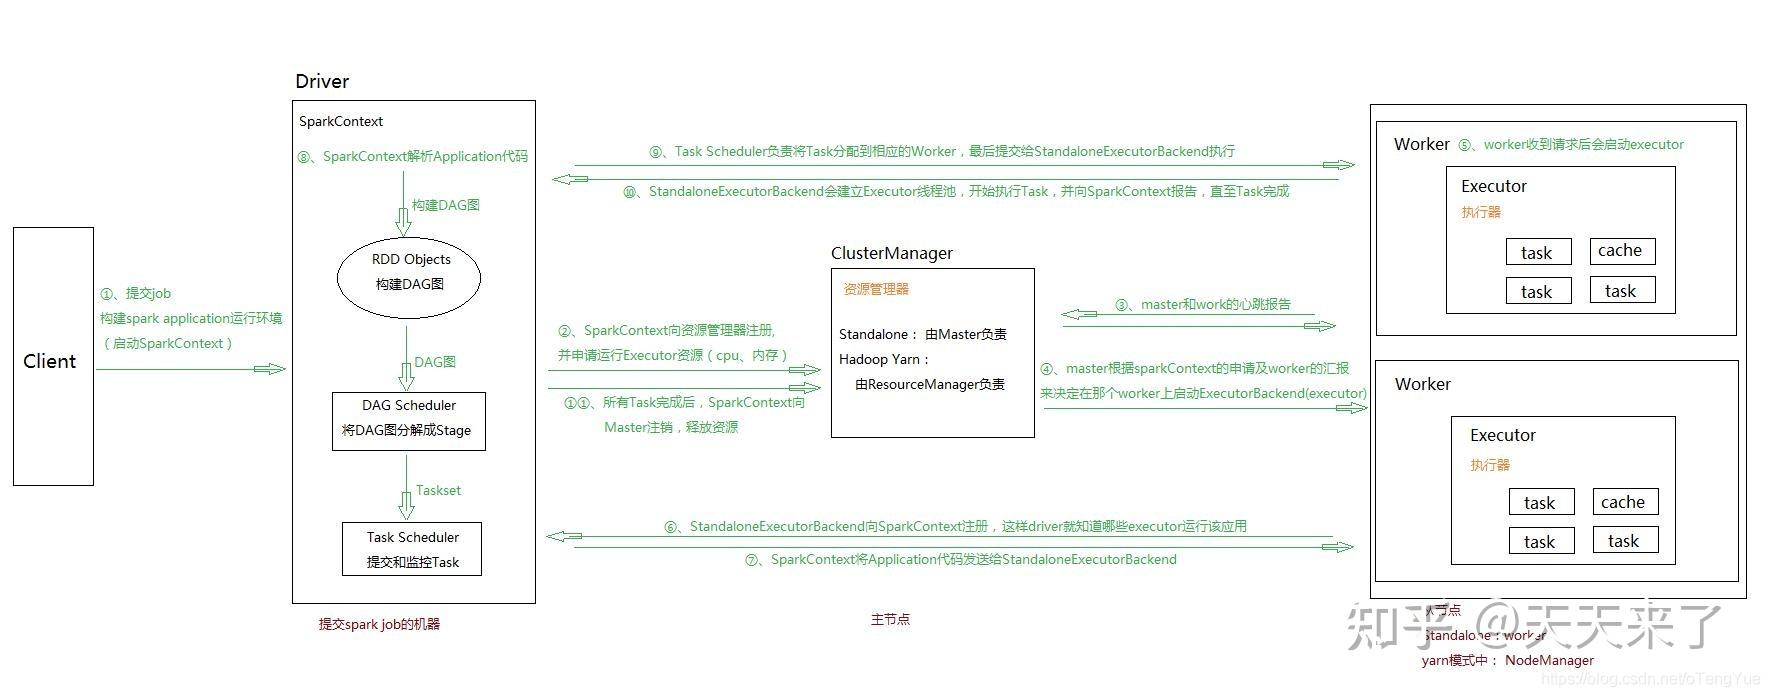 Client
①、提交job
构建spark application运行环境
（启动SparkContext）
Driver
SparkContext
⑧、SparkContext解析Application代码
构建DAG图
RDD Objects
构建DAG图
DAG图
DAG Scheduler
将DAG图分解成Stage
Taskset
Task Scheduler
提交和监控Task
提交spark job的机器
⑨、Task Scheduler负责将Task分配到相应的Worker，最后提交给StandaloneExecutorBackend执行
⑩、StandaloneExecutorBackend会建立Executor线程池，开始执行Task，并向SparkContext报告，直至Task完成
②、SparkContext向资源管理器注册,
并申请运行Executor资源（cpu、内存）
①①、所有Task完成后，SparkContext向
Master注销，释放资源
ClusterManager
资源管理器
Standalone： 由Master负责
Hadoop Yarn：
由ResourceManager负责
③、master和work的心跳报告
④、master根据sparkContext的申请及worker的汇报
来决定在那个worker上启动ExecutorBackend(executor)
⑥、StandaloneExecutorBackend向SparkContext注册，这样driver就知道哪些executor运行该应用
⑦、SparkContext将Application代码发送给StandaloneExecutorBackend
主节点
Worker
⑤、worker收到请求后会启动executor
Executor
执行器
task
cache
task
task
Worker
Executor
执行器
task
cache
task
task
从节点
Standalone：worker
yarn模式中： NodeManager
知乎 @天天来了
https://blog.csdn.net/oTengYue